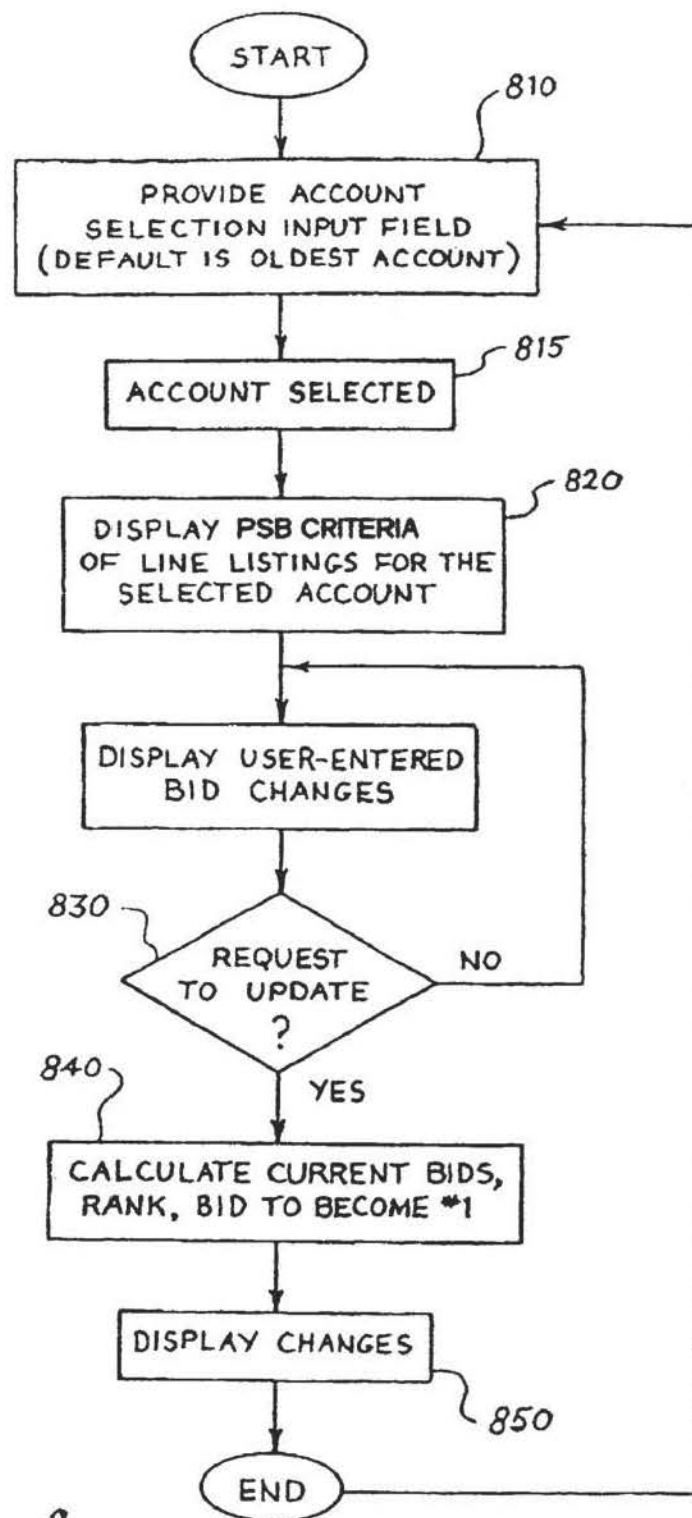 START
810
PROVIDE ACCOUNT
SELECTION INPUT FIELD
(DEFAULT IS OLDEST ACCOUNT)
815
ACCOUNT SELECTED
820
DISPLAY PSB CRITERIA
OF LINE LISTINGS FOR THE
SELECTED ACCOUNT
DISPLAY USER-ENTERED
BID CHANGES
830
REQUEST
TO UPDATE
?
NO
YES
840
CALCULATE CURRENT BIDS,
RANK, BID TO BECOME #1
DISPLAY CHANGES
850
END